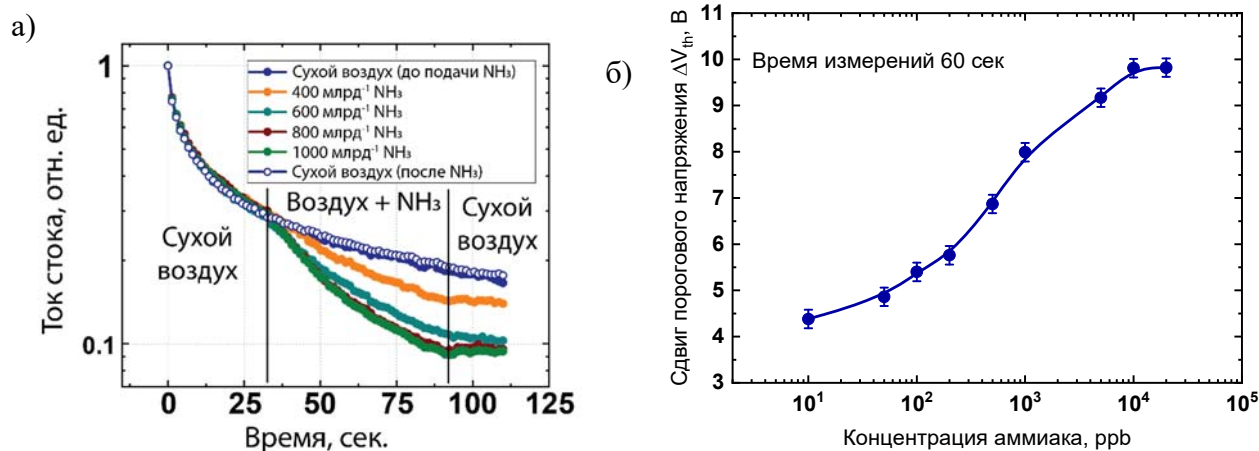 а)
Ток стока, отн. ед.
1
0.1
Сухой воздух (до подачи NH₃)
400 млрд⁻¹ NH₃
600 млрд⁻¹ NH₃
800 млрд⁻¹ NH₃
1000 млрд⁻¹ NH₃
Сухой воздух (после NH₃)
Сухой
воздух
Воздух + NH₃
Сухой
воздух
0 25 50 75 100 125
Время, сек.
б)
Сдвиг порогового напряжения ΔVth, В
11
10
9
8
7
6
5
4
3
Время измерений 60 сек
10¹ 10² 10³ 10⁴ 10⁵
Концентрация аммиака, ppb